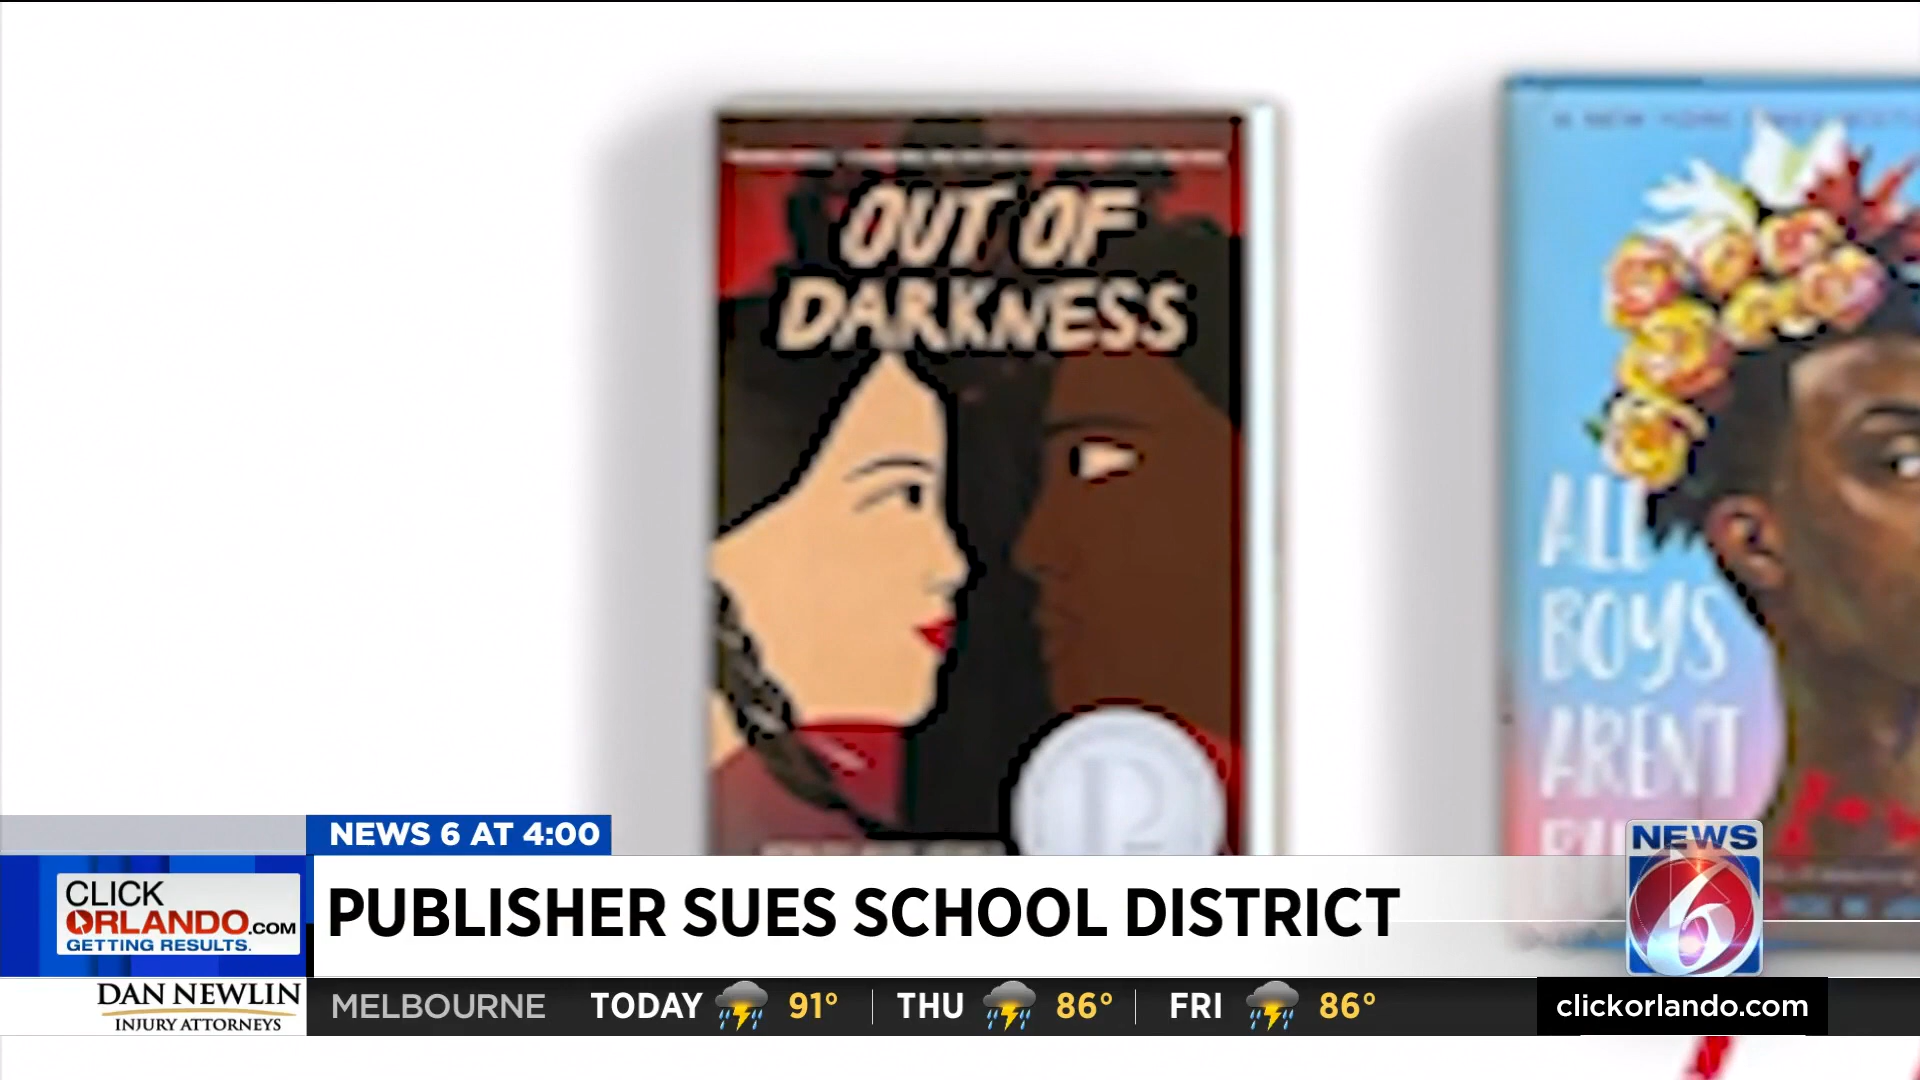 OUT OF
DARKNESS
ALL
BOYS
AREN'T
NEWS 6 AT 4:00
CLICK
ORLANDO.COM
GETTING RESULTS.
PUBLISHER SUES SCHOOL DISTRICT
NEWS
6
DAN NEWLIN
INJURY ATTORNEYS
MELBOURNE TODAY 91° THU 86° FRI 86°
clickorlando.com